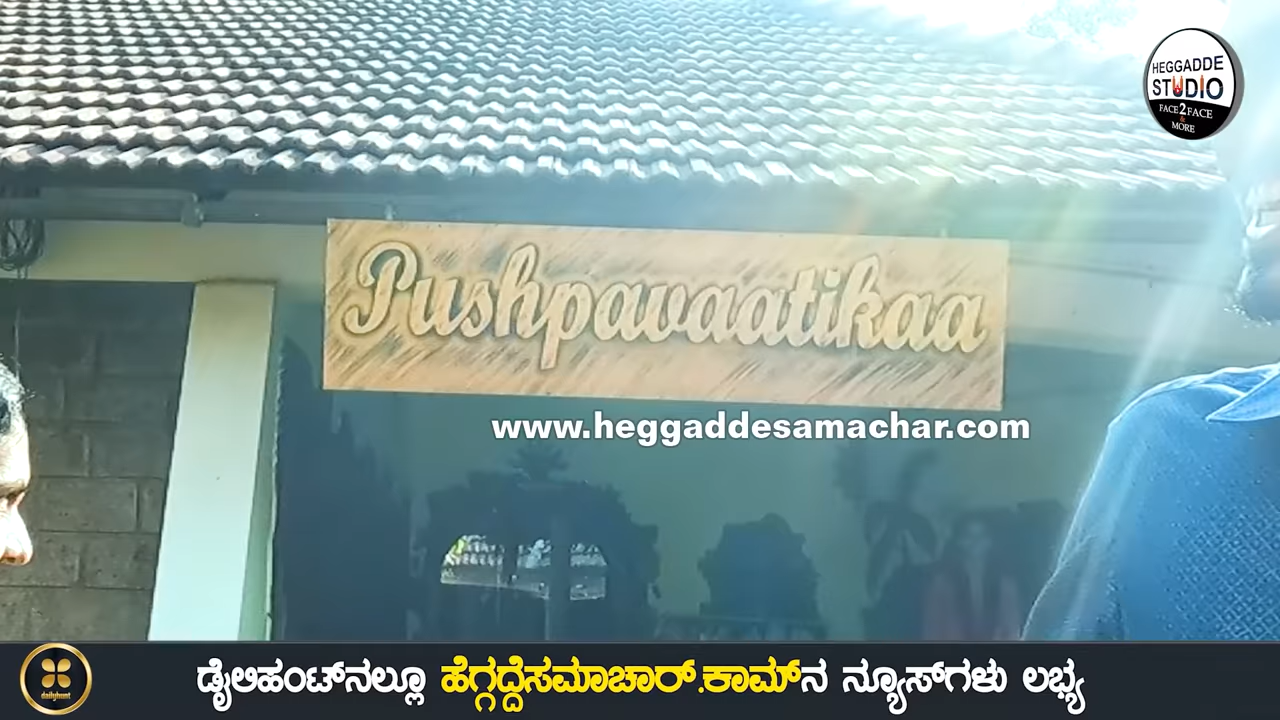 HEGGADDE
STUDIO
FACE2FACE
&
MORE
Pushpavaatikaa
www.heggaddesamachar.com
dailyhunt
ಡೈಲಿಹಂಟ್‌ನಲ್ಲೂ ಹೆಗ್ಗದ್ದೆಸಮಾಚಾರ್.ಕಾಮ್‌ನ ನ್ಯೂಸ್‌ಗಳು ಲಭ್ಯ